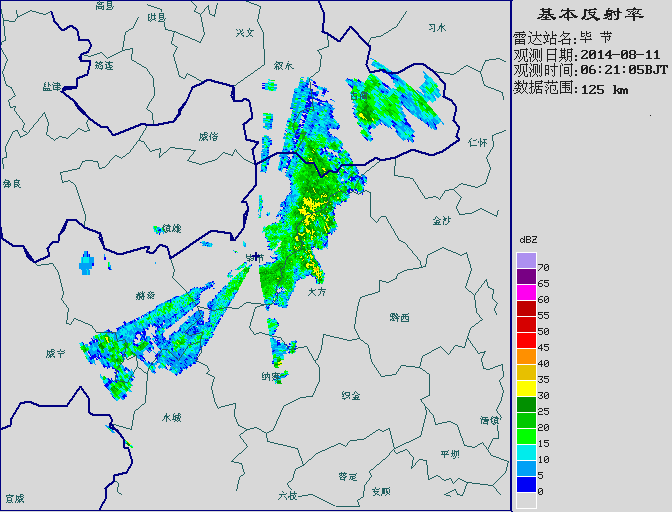 基本反射率
雷达站名: 毕 节
观测日期: 2014-08-11
观测时间: 06:21:05BJT
数据范围: 125 km
dBZ
70
65
60
55
50
45
40
35
30
25
20
15
10
5
0
高县
珙县
兴文
习水
筠连
叙永
盐津
古蔺
威信
仁怀
彝良
金沙
镇雄
毕节
赫章
大方
黔西
威宁
纳雍
织金
水城
清镇
平坝
普定
安顺
六枝
宣威